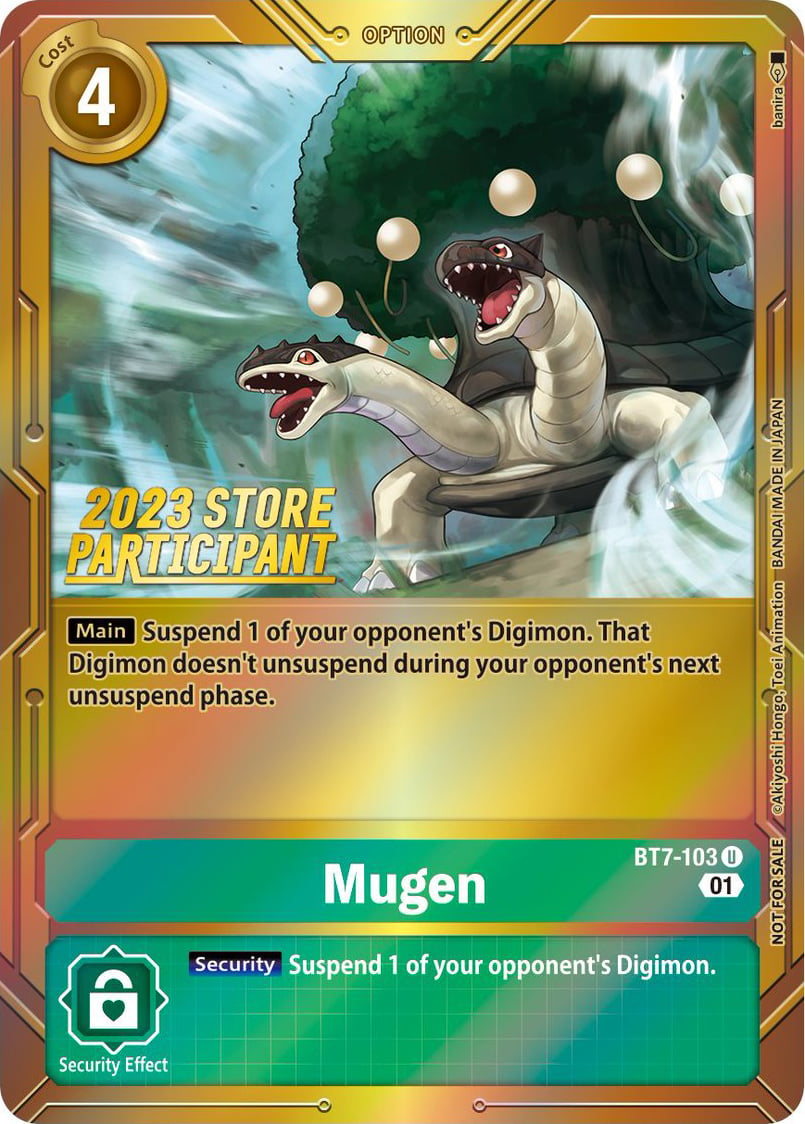 OPTION
Cost
4
banira
2023 STORE
PARTICIPANT
Main Suspend 1 of your opponent's Digimon. That
Digimon doesn't unsuspend during your opponent's next
unsuspend phase.
©Akiyoshi Hongo, Toei Animation BANDAI MADE IN JAPAN
NOT FOR SALE
BT7-103 U
01
Mugen
Security Suspend 1 of your opponent's Digimon.
Security Effect